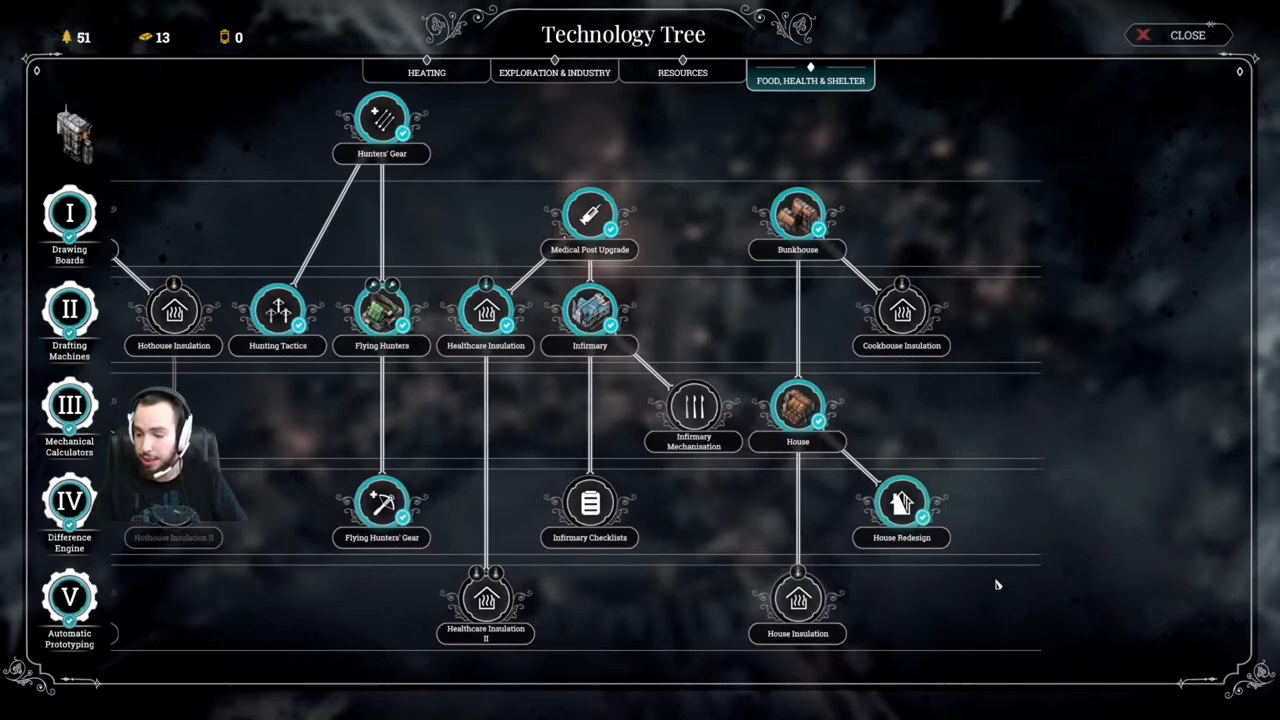 51 13 0 Technology Tree CLOSE
HEATING EXPLORATION & INDUSTRY RESOURCES FOOD, HEALTH & SHELTER
Hunters' Gear
I
Drawing
Boards
Medical Post Upgrade Bunkhouse
II
Drafting
Machines
Hothouse Insulation Hunting Tactics Flying Hunters Healthcare Insulation Infirmary Cookhouse Insulation
III
Mechanical
Calculators
Infirmary
Mechanisation
House
IV
Difference
Engine
Hothouse Insulation II Flying Hunters' Gear Infirmary Checklists House Redesign
V
Automatic
Prototyping
Healthcare Insulation
II
House Insulation